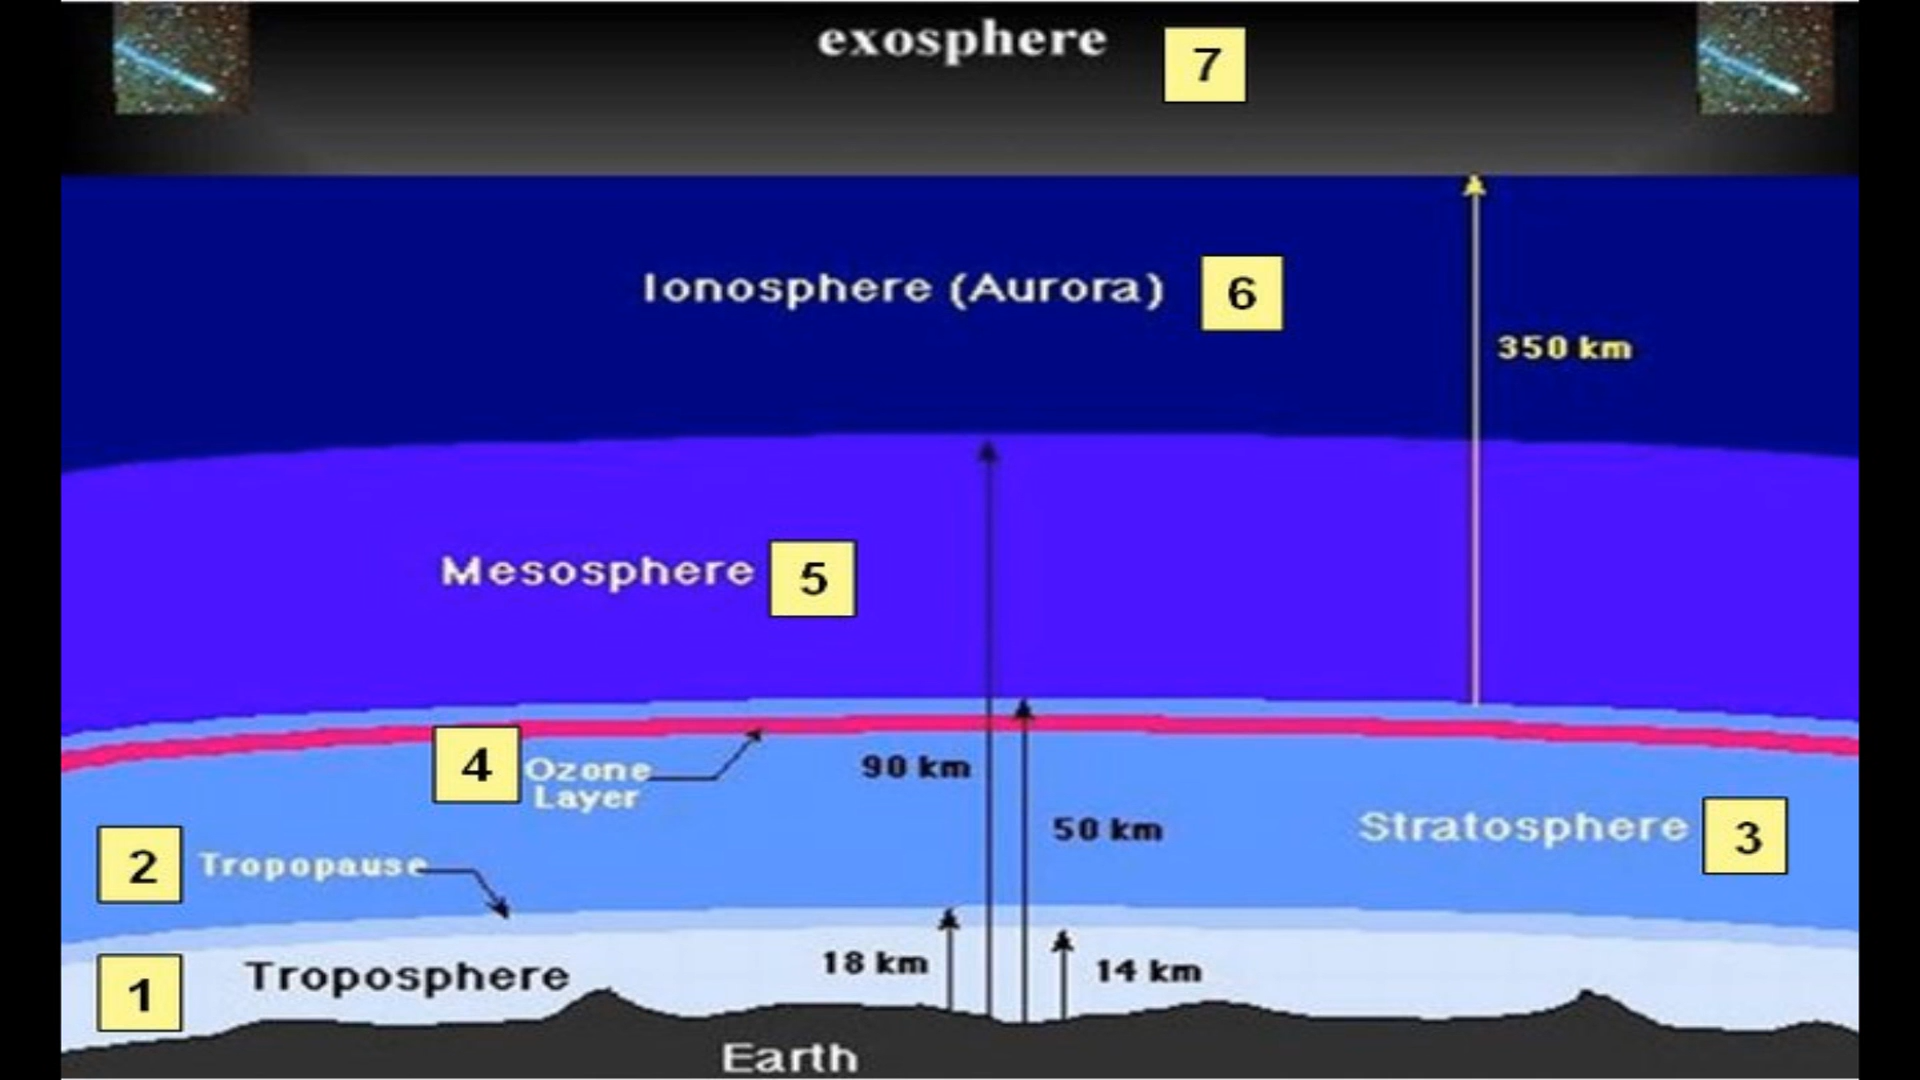 exosphere 7
Ionosphere (Aurora) 6
350 km
Mesosphere 5
4 Ozone
Layer
90 km
50 km
Stratosphere 3
2 Tropopause
18 km
14 km
1 Troposphere
Earth